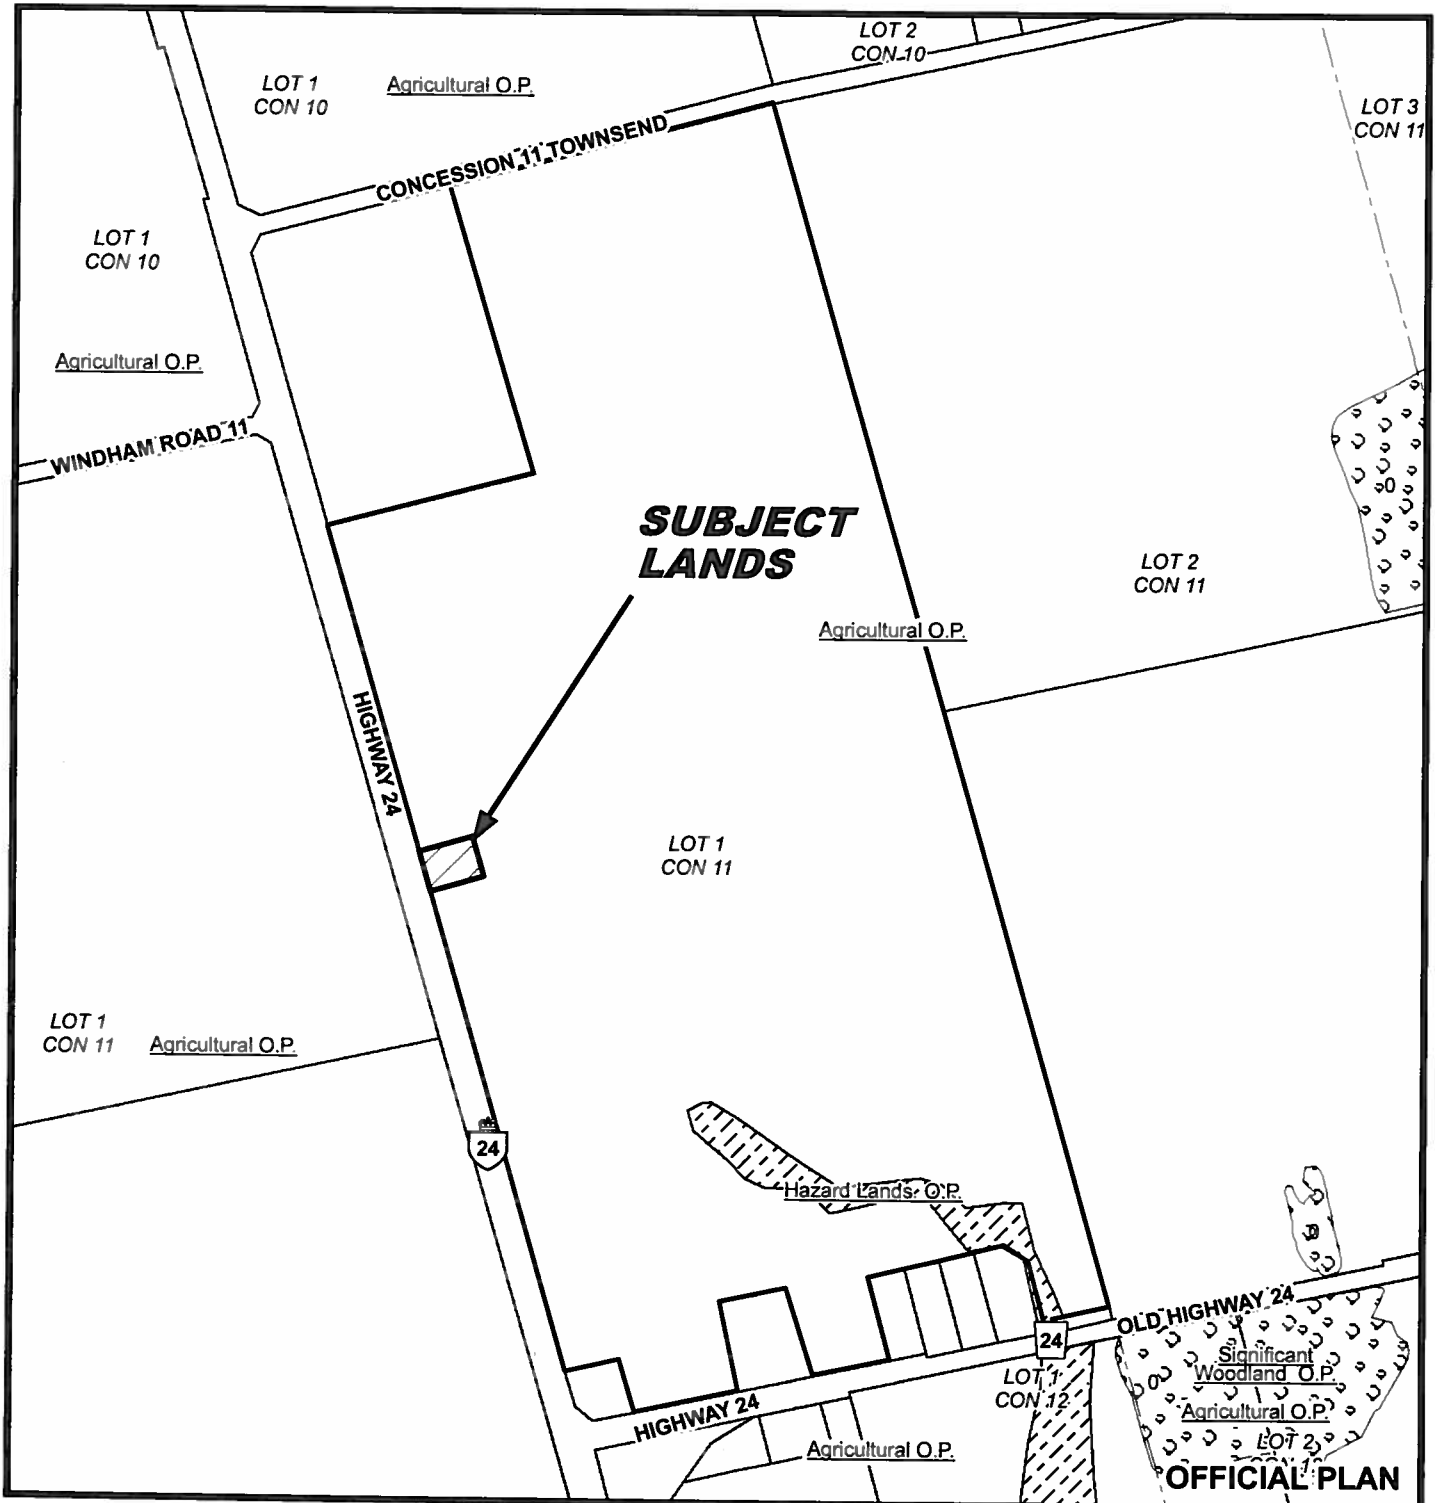 LOT 2
CON 10
LOT 1
CON 10
Agricultural O.P.
LOT 3
CON 11
CONCESSION 11 TOWNSEND
LOT 1
CON 10
Agricultural O.P.
WINDHAM ROAD 11
SUBJECT
LANDS
LOT 2
CON 11
Agricultural O.P.
HIGHWAY 24
LOT 1
CON 11
LOT 1
CON 11
Agricultural O.P.
24
Hazard Lands O.P.
OLD HIGHWAY 24
24
Significant
Woodland O.P.
LOT 1
CON 12
HIGHWAY 24
Agricultural O.P.
Agricultural O.P.
LOT 2
OFFICIAL PLAN